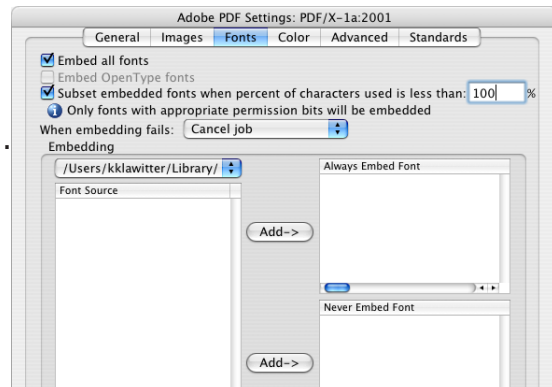 Adobe PDF Settings: PDF/X-1a:2001
General Images Fonts Color Advanced Standards
Embed all fonts
Embed OpenType fonts
Subset embedded fonts when percent of characters used is less than: 100 %
Only fonts with appropriate permission bits will be embedded
When embedding fails: Cancel job
Embedding
/Users/kklawitter/Library/
Always Embed Font
Font Source
Add->
Never Embed Font
Add->